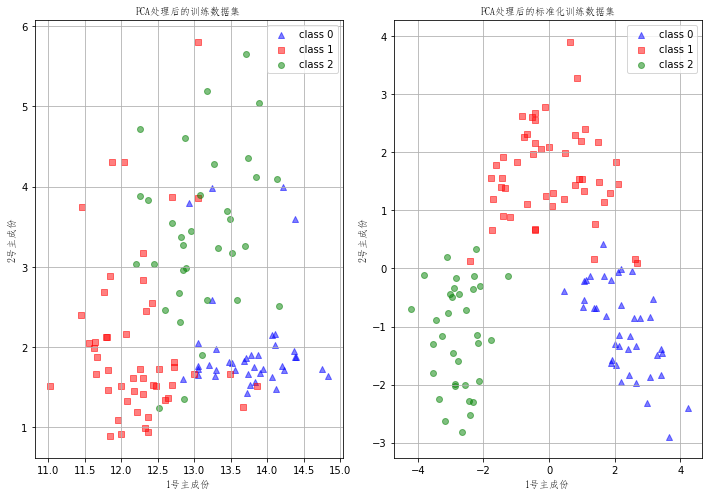 PCA处理后的训练数据集
6
5
4
3
2
1
2号主成份
11.0 11.5 12.0 12.5 13.0 13.5 14.0 14.5 15.0
1号主成份
class 0
class 1
class 2
PCA处理后的标准化训练数据集
4
3
2
1
0
−1
−2
−3
2号主成份
−4 −2 0 2 4
1号主成份
class 0
class 1
class 2